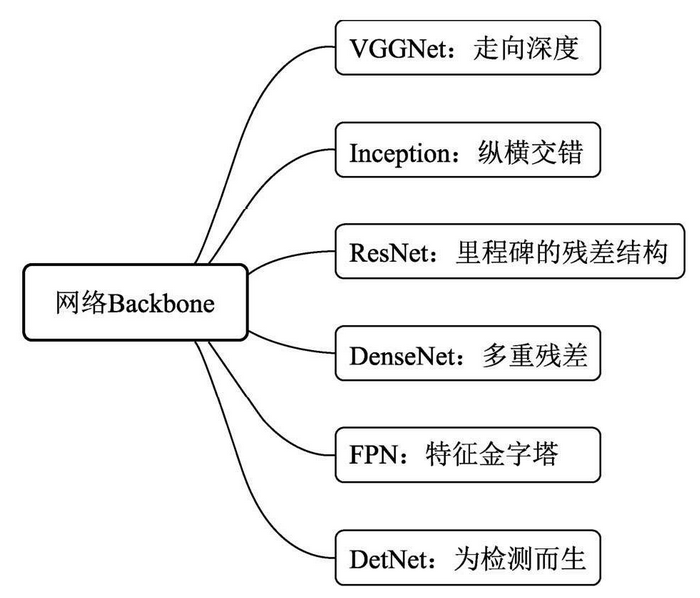 VGGNet：走向深度
Inception：纵横交错
ResNet：里程碑的残差结构
网络Backbone
DenseNet：多重残差
FPN：特征金字塔
DetNet：为检测而生